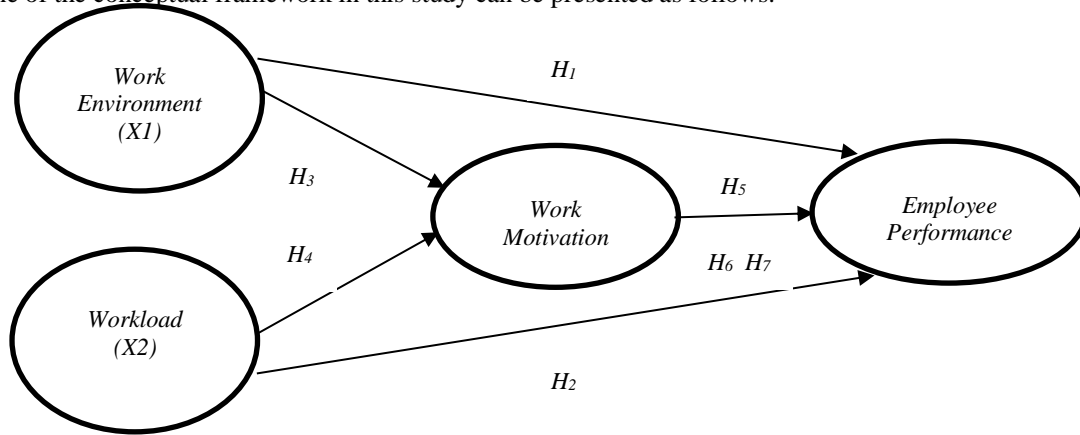 of the conceptual framework in this study can be presented as follows:
Work
Environment
(X1)
H1
H3
Work
Motivation
H5
Employee
Performance
H4
H6 H7
Workload
(X2)
H2